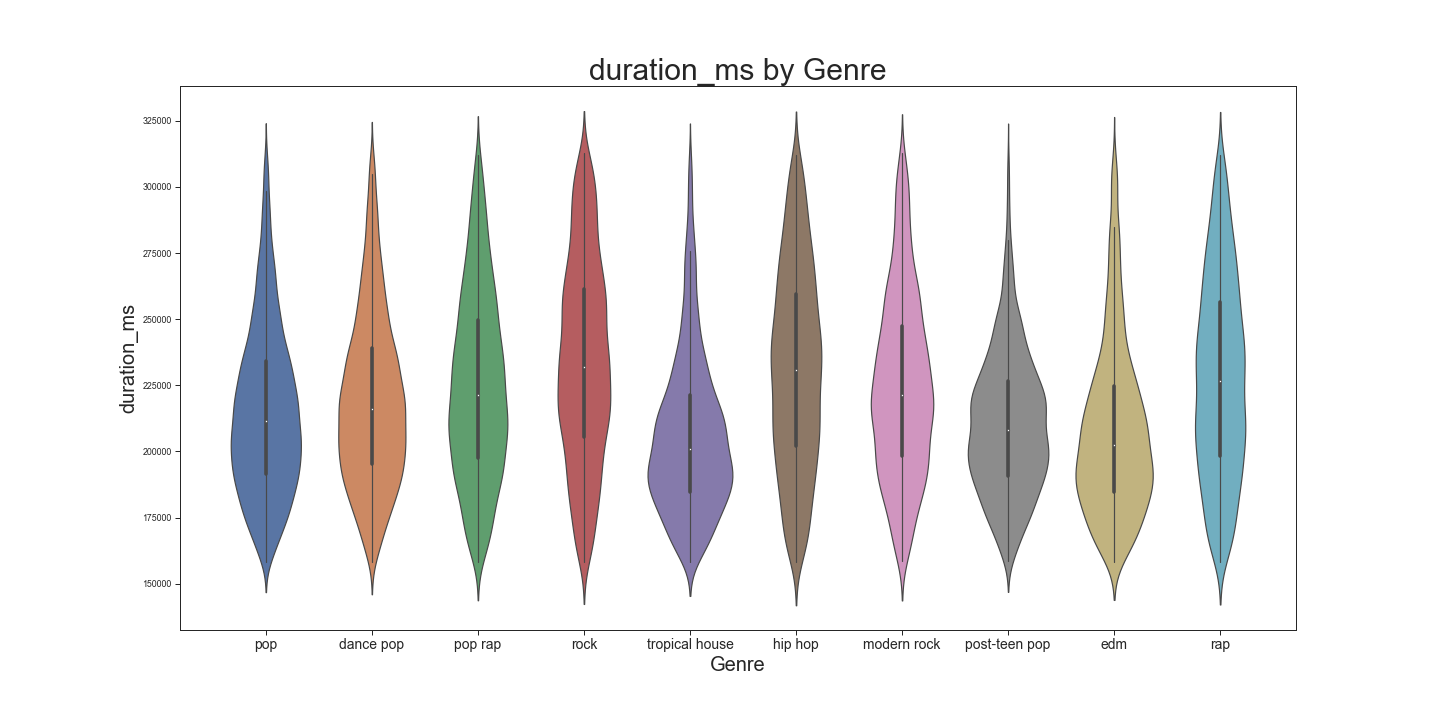 duration_ms by Genre
duration_ms
325000
300000
275000
250000
225000
200000
175000
150000
pop dance pop pop rap rock tropical house hip hop modern rock post-teen pop edm rap
Genre